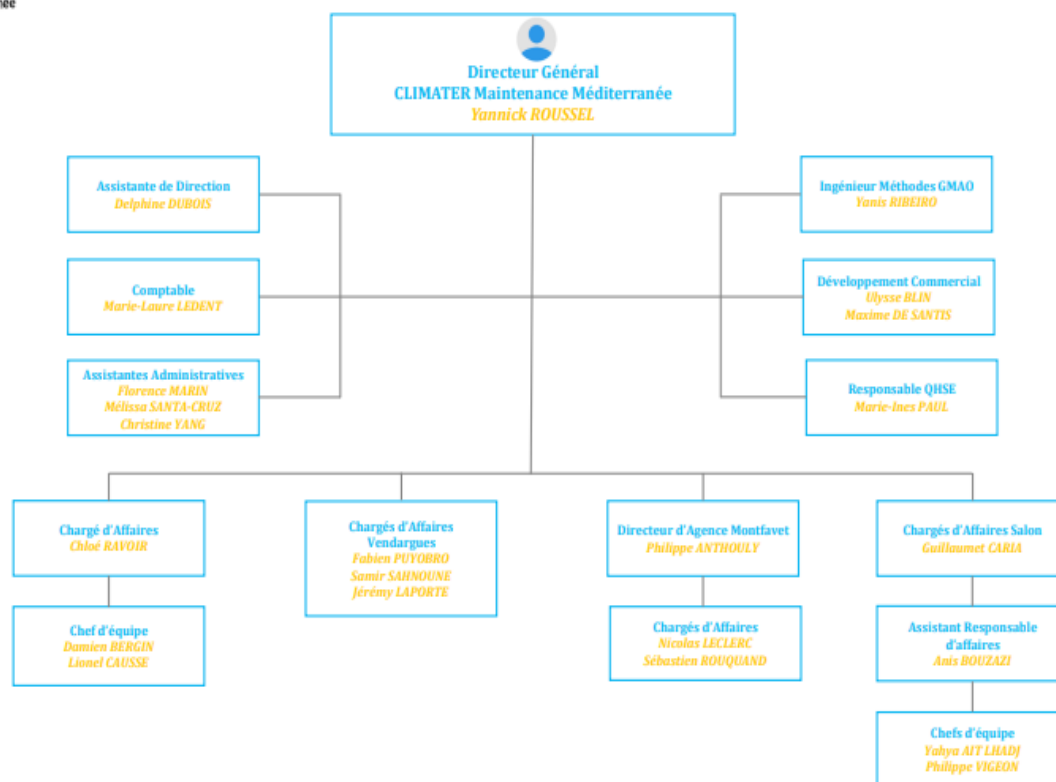 Directeur Général
CLIMATER Maintenance Méditerranée
Yannick ROUSSEL
Assistante de Direction
Delphine DUBOIS
Ingénieur Méthodes GMAO
Yanis RIBEIRO
Comptable
Marie-Laure LEDENT
Développement Commercial
Ulysse BLIN
Maxime DE SANTIS
Assistantes Administratives
Florence MARIN
Mélissa SANTA-CRUZ
Christine YANG
Responsable QHSE
Marie-Ines PAUL
Chargé d'Affaires
Chloé RAVOIR
Chargés d'Affaires
Vendargues
Fabien PUYOBRO
Samir SAHNOUNE
Jérémy LAPORTE
Directeur d'Agence Montfavet
Philippe ANTHOULY
Chargés d'Affaires Salon
Guillaumet CARIA
Chef d'équipe
Damien BERGIN
Lionel CAUSSE
Chargés d'Affaires
Nicolas LECLERC
Sébastien ROUQUAND
Assistant Responsable
d'affaires
Anis BOUZAZI
Chefs d'équipe
Yahya AIT LHADJ
Philippe VIGEON